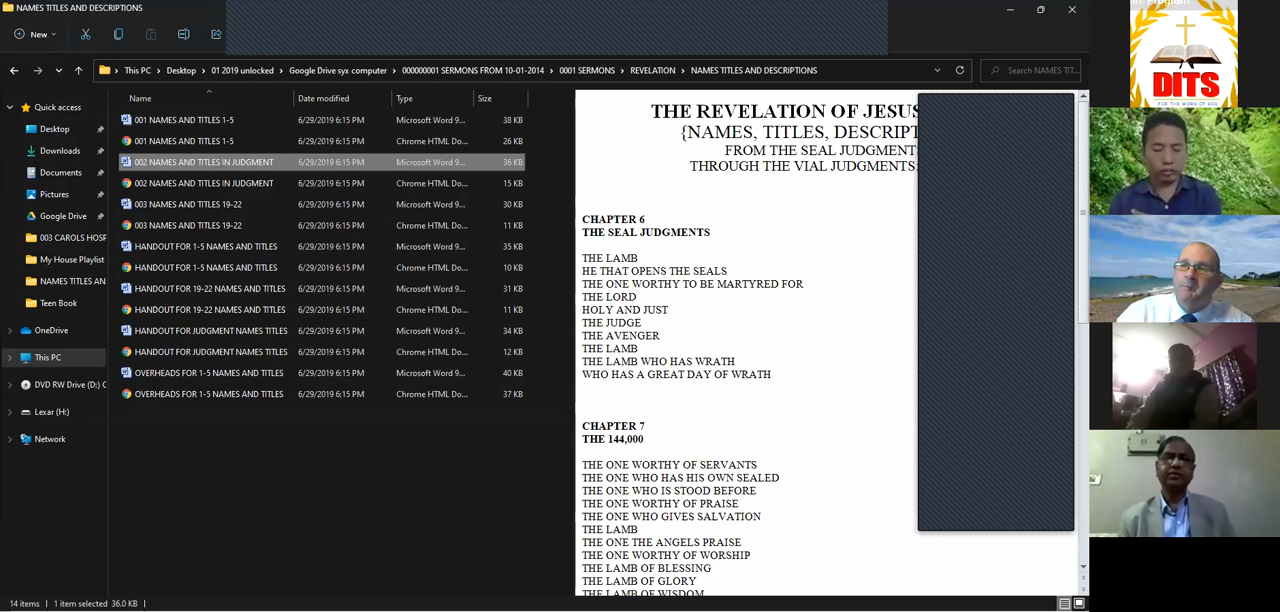 NAMES TITLES AND DESCRIPTIONS
New
This PC > Desktop > 01 2019 unlocked > Google Drive syx computer > 000000001 SERMONS FROM 10-01-2014 > 0001 SERMONS > REVELATION > NAMES TITLES AND DESCRIPTIONS
Search NAMES TIT...
Name Date modified Type Size
Quick access
Desktop
Downloads
Documents
Pictures
Google Drive
003 CAROLS HOSP
My House Playlist
NAMES TITLES AN
Teen Book
OneDrive
This PC
DVD RW Drive (D:) C
Lexar (H:)
Network
001 NAMES AND TITLES 1-5 6/29/2019 6:15 PM Microsoft Word 9... 38 KB
001 NAMES AND TITLES 1-5 6/29/2019 6:15 PM Chrome HTML Do... 26 KB
002 NAMES AND TITLES IN JUDGMENT 6/29/2019 6:15 PM Microsoft Word 9... 36 KB
002 NAMES AND TITLES IN JUDGMENT 6/29/2019 6:15 PM Chrome HTML Do... 15 KB
003 NAMES AND TITLES 19-22 6/29/2019 6:15 PM Microsoft Word 9... 30 KB
003 NAMES AND TITLES 19-22 6/29/2019 6:15 PM Chrome HTML Do... 11 KB
HANDOUT FOR 1-5 NAMES AND TITLES 6/29/2019 6:15 PM Microsoft Word 9... 35 KB
HANDOUT FOR 1-5 NAMES AND TITLES 6/29/2019 6:15 PM Chrome HTML Do... 10 KB
HANDOUT FOR 19-22 NAMES AND TITLES 6/29/2019 6:15 PM Microsoft Word 9... 31 KB
HANDOUT FOR 19-22 NAMES AND TITLES 6/29/2019 6:15 PM Chrome HTML Do... 11 KB
HANDOUT FOR JUDGMENT NAMES TITLES 6/29/2019 6:15 PM Microsoft Word 9... 34 KB
HANDOUT FOR JUDGMENT NAMES TITLES 6/29/2019 6:15 PM Chrome HTML Do... 12 KB
OVERHEADS FOR 1-5 NAMES AND TITLES 6/29/2019 6:15 PM Microsoft Word 9... 40 KB
OVERHEADS FOR 1-5 NAMES AND TITLES 6/29/2019 6:15 PM Chrome HTML Do... 37 KB
THE REVELATION OF JESUS
{NAMES, TITLES, DESCRIPT
FROM THE SEAL JUDGMENT
THROUGH THE VIAL JUDGMENTS:
CHAPTER 6
THE SEAL JUDGMENTS
THE LAMB
HE THAT OPENS THE SEALS
THE ONE WORTHY TO BE MARTYRED FOR
THE LORD
HOLY AND JUST
THE JUDGE
THE AVENGER
THE LAMB
THE LAMB WHO HAS WRATH
WHO HAS A GREAT DAY OF WRATH
CHAPTER 7
THE 144,000
THE ONE WORTHY OF SERVANTS
THE ONE WHO HAS HIS OWN SEALED
THE ONE WHO IS STOOD BEFORE
THE ONE WORTHY OF PRAISE
THE ONE WHO GIVES SALVATION
THE LAMB
THE ONE THE ANGELS PRAISE
THE ONE WORTHY OF WORSHIP
THE LAMB OF BLESSING
THE LAMB OF GLORY
THE LAMB OF WISDOM
14 items 1 item selected 36.0 KB
Program
DITS
FOR THE WORD OF GOD